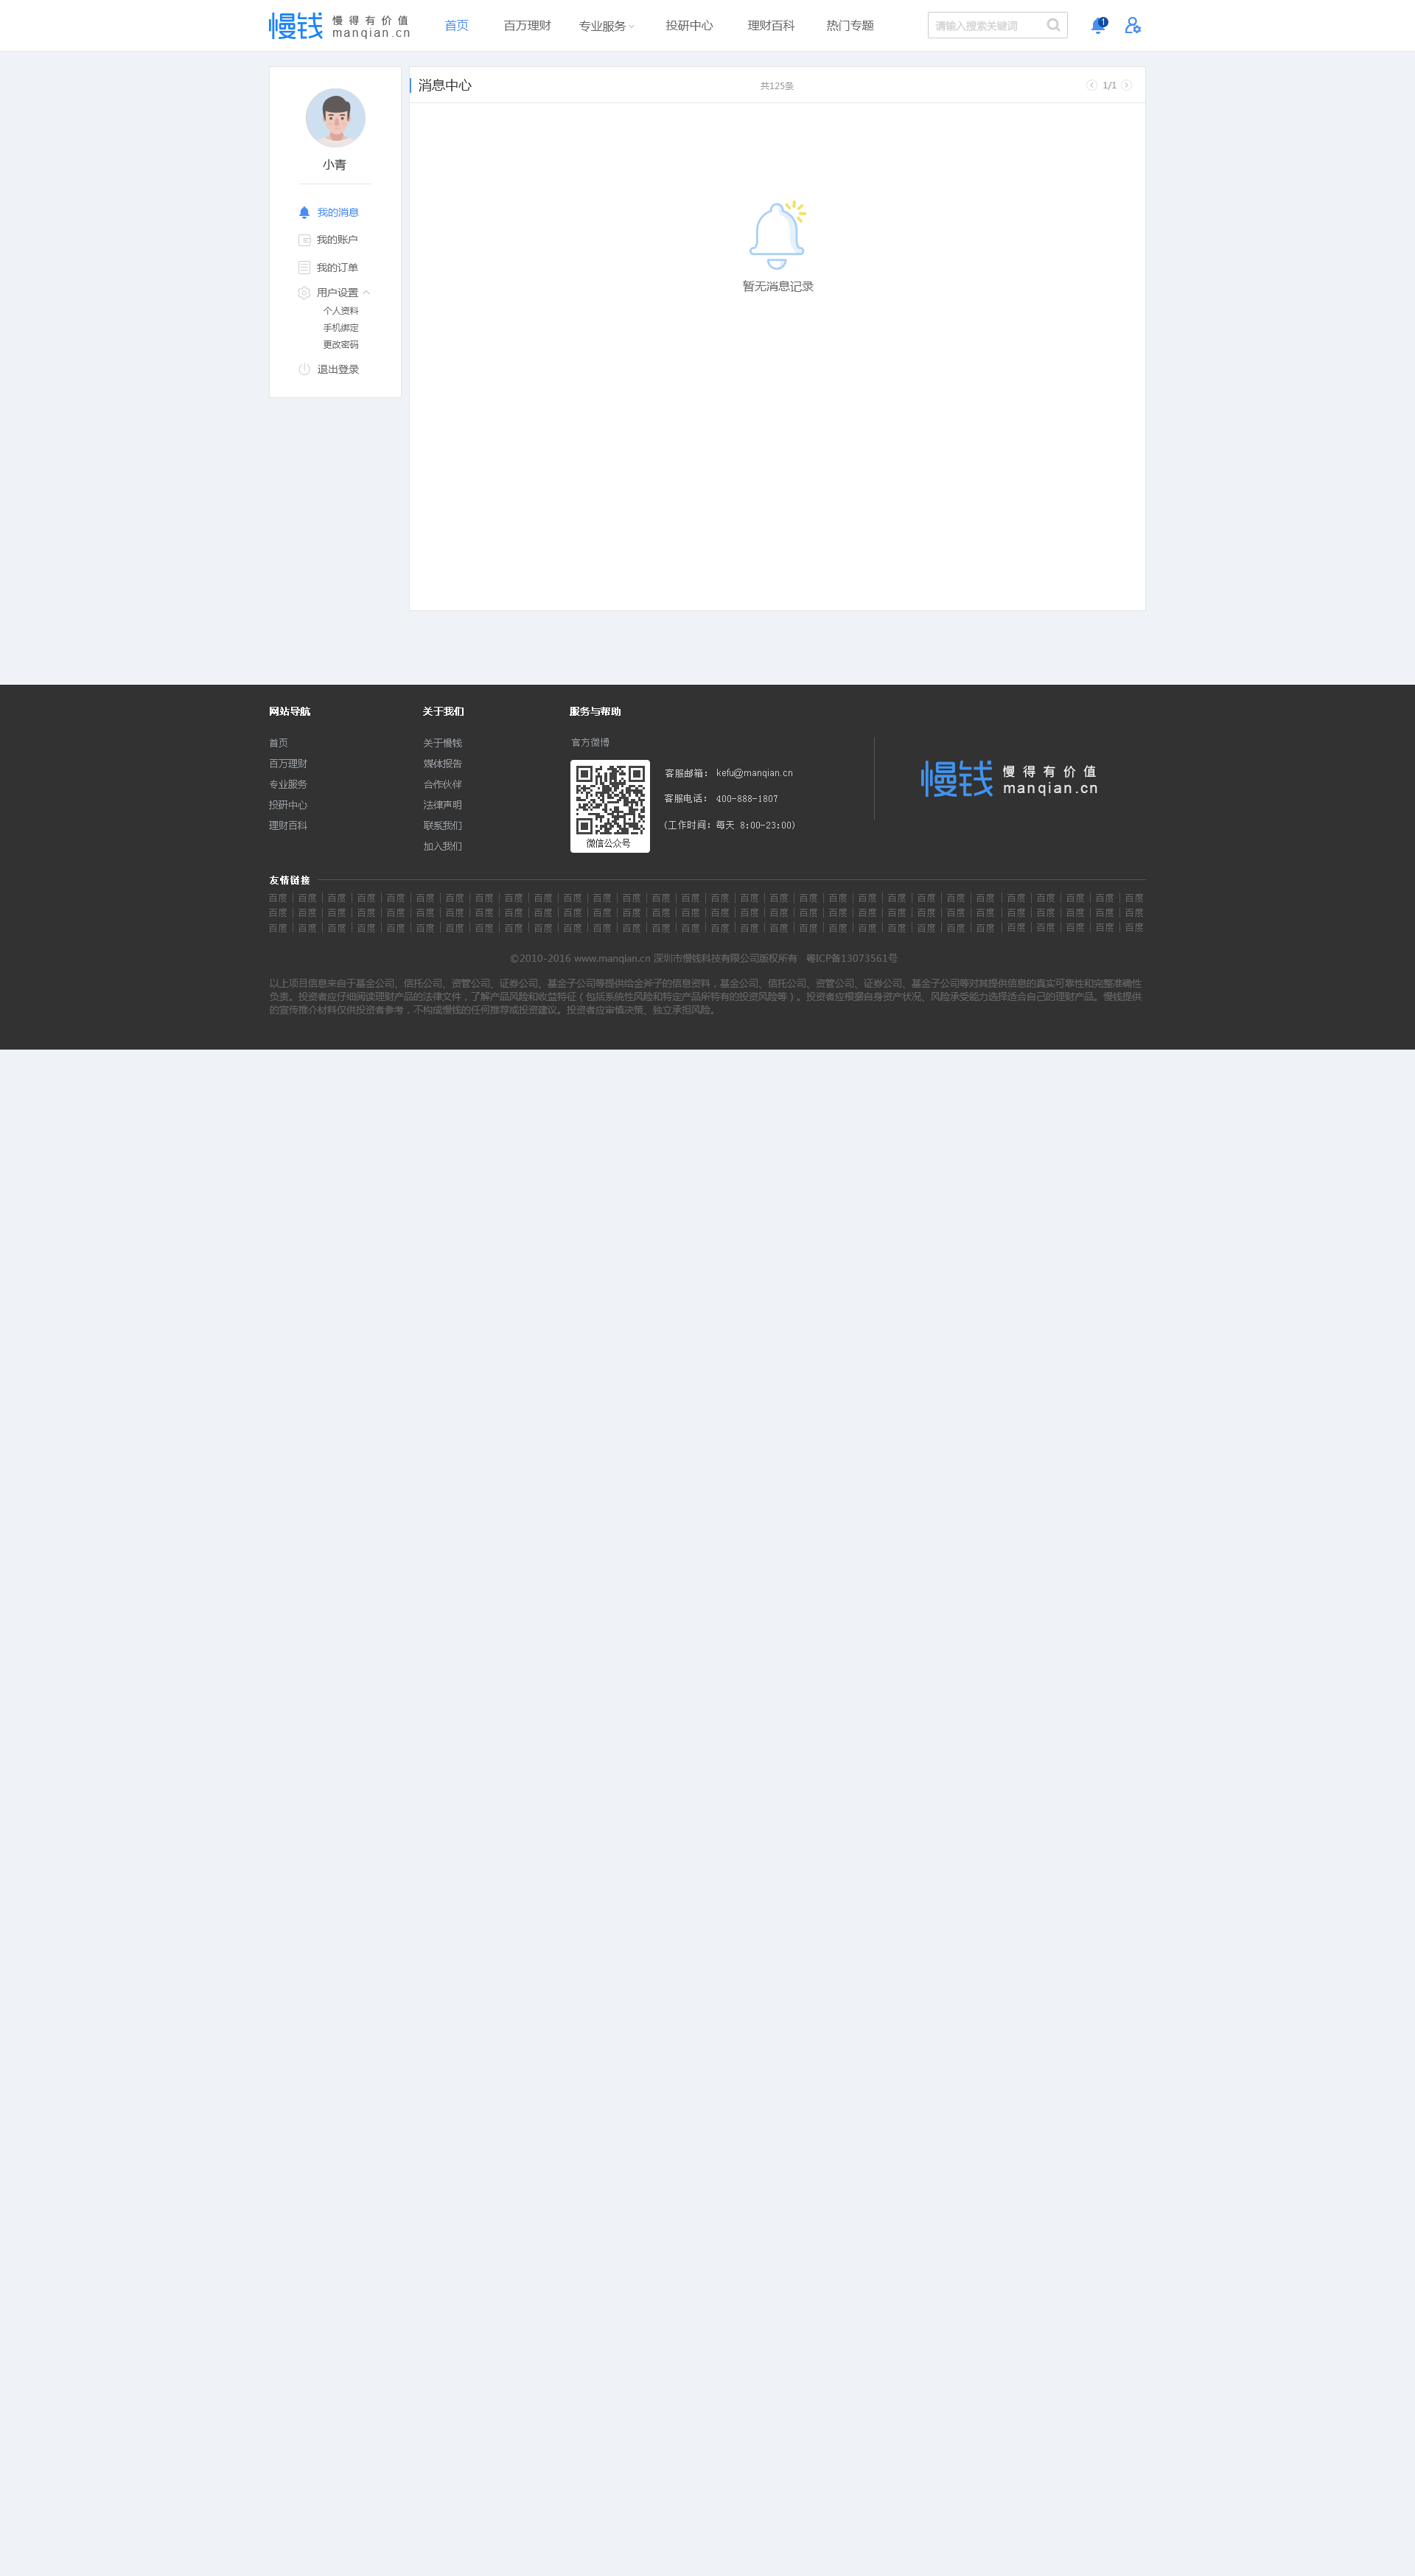 慢钱 慢得有价值 首页 百万理财 专业服务 投研中心 理财百科 热门专题 请输入搜索关键词 1
manqian.cn
消息中心 共125条 1/1
小青
我的消息
我的账户
我的订单
用户设置
个人资料
手机绑定
更改密码
退出登录
暂无消息记录
网站导航 关于我们 服务与帮助
首页 关于慢钱 官方微博
百万理财 媒体报告 客服邮箱: kefu@manqian.cn 慢钱 慢得有价值
专业服务 合作伙伴 客服电话: 400-888-1807 manqian.cn
投研中心 法律声明
理财百科 联系我们 (工作时间: 每天 8:00-23:00)
加入我们 微信公众号
友情链接
百度 百度 百度 百度 百度 百度 百度 百度 百度 百度 百度 百度 百度 百度 百度 百度 百度 百度 百度 百度 百度 百度 百度 百度 百度 百度 百度 百度 百度 百度
百度 百度 百度 百度 百度 百度 百度 百度 百度 百度 百度 百度 百度 百度 百度 百度 百度 百度 百度 百度 百度 百度 百度 百度 百度 百度 百度 百度 百度 百度
百度 百度 百度 百度 百度 百度 百度 百度 百度 百度 百度 百度 百度 百度 百度 百度 百度 百度 百度 百度 百度 百度 百度 百度 百度 百度 百度 百度 百度 百度
©2010-2016 www.manqian.cn 深圳市慢钱科技有限公司版权所有 粤ICP备13073561号
以上项目信息来自于基金公司、信托公司、资管公司、证券公司、基金子公司等提供给金斧子的信息资料，基金公司、信托公司、资管公司、证券公司、基金子公司等对其提供信息的真实可靠性和完整准确性
负责。投资者应仔细阅读理财产品的法律文件，了解产品风险和收益特征（包括系统性风险和特定产品所特有的投资风险等）。投资者应根据自身资产状况、风险承受能力选择适合自己的理财产品。慢钱提供
的宣传推介材料仅供投资者参考，不构成慢钱的任何推荐或投资建议。投资者应审慎决策、独立承担风险。